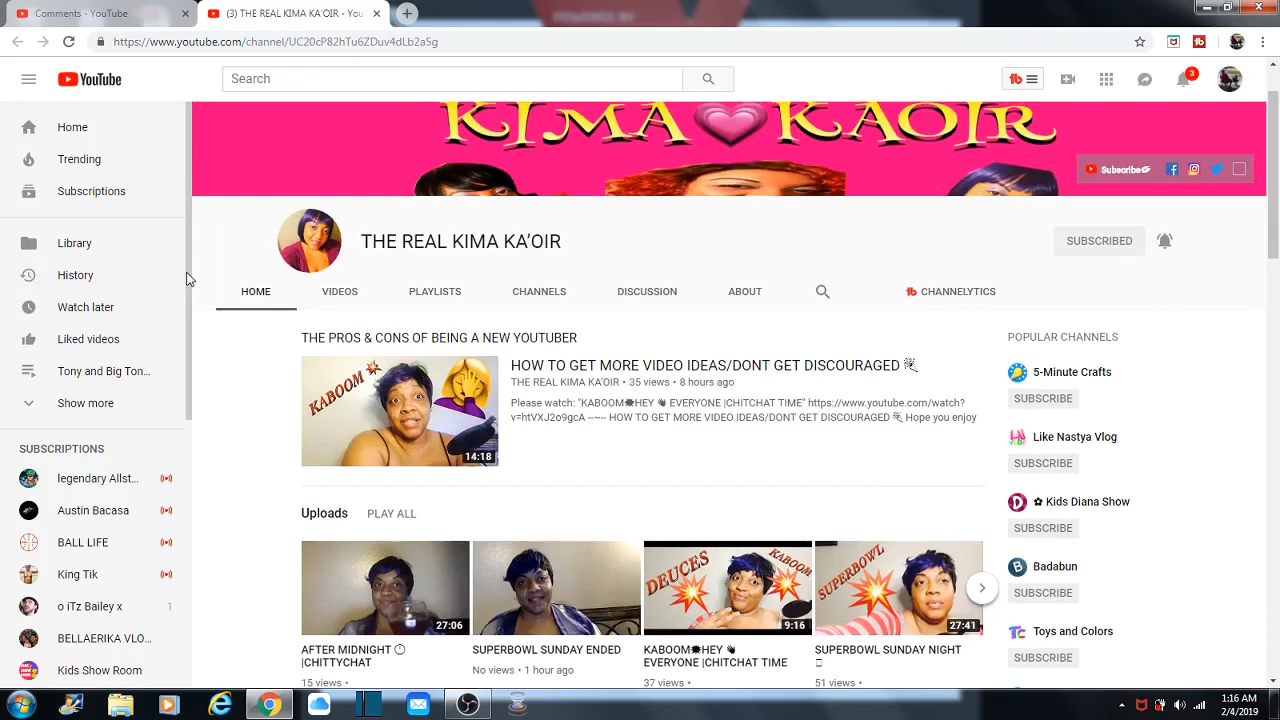 POWERED BY
Comments - YouTube
(3) THE REAL KIMA KA'OIR - You
https://www.youtube.com/channel/UC20cP82hTu6ZDuv4dLb2a5g
YouTube
Search
tb
3
Home
Trending
Subscriptions
Library
History
Watch later
Liked videos
Tony and Big Ton...
Show more
SUBSCRIPTIONS
legendary Allst...
Austin Bacasa
BALL LIFE
King Tik
o iTz Bailey x 1
BELLAERIKA VLO...
Kids Show Room
KIMA KAOIR
Subscribe
THE REAL KIMA KA'OIR
SUBSCRIBED
HOME VIDEOS PLAYLISTS CHANNELS DISCUSSION ABOUT tb CHANNELYTICS
THE PROS & CONS OF BEING A NEW YOUTUBER
KABOOM
14:18
HOW TO GET MORE VIDEO IDEAS/DONT GET DISCOURAGED
THE REAL KIMA KA'OIR • 35 views • 8 hours ago
Please watch: "KABOOM✸HEY 👋 EVERYONE |CHITCHAT TIME" https://www.youtube.com/watch?
v=htVXJ2o9gcA --~-- HOW TO GET MORE VIDEO IDEAS/DONT GET DISCOURAGED Hope you enjoy
Uploads PLAY ALL
27:06
DEUCES KABOOM
9:16
SUPERBOWL
27:41
AFTER MIDNIGHT
|CHITTYCHAT
15 views •
SUPERBOWL SUNDAY ENDED
No views • 1 hour ago
KABOOM✸HEY 👋
EVERYONE |CHITCHAT TIME
37 views •
SUPERBOWL SUNDAY NIGHT
51 views •
POPULAR CHANNELS
5-Minute Crafts
SUBSCRIBE
Like Nastya Vlog
SUBSCRIBE
✿ Kids Diana Show
SUBSCRIBE
Badabun
SUBSCRIBE
Toys and Colors
SUBSCRIBE
1:16 AM
2/4/2019